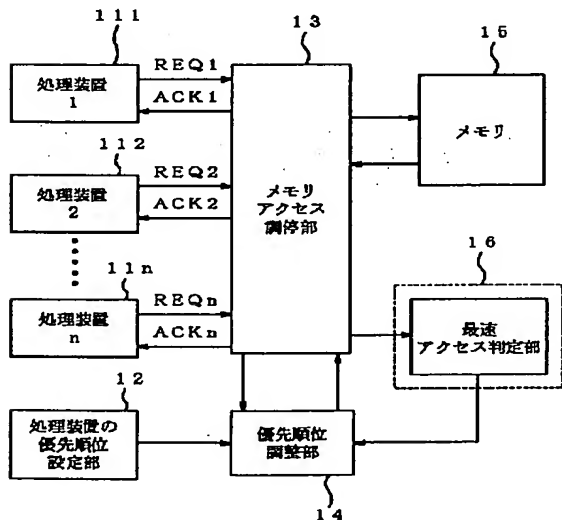 111
処理装置
1
REQ1
ACK1
112
処理装置
2
REQ2
ACK2
11n
処理装置
n
REQn
ACKn
12
処理装置の
優先順位
設定部
13
メモリ
アクセス
調停部
15
メモリ
16
最速
アクセス判定部
優先順位
調整部
14